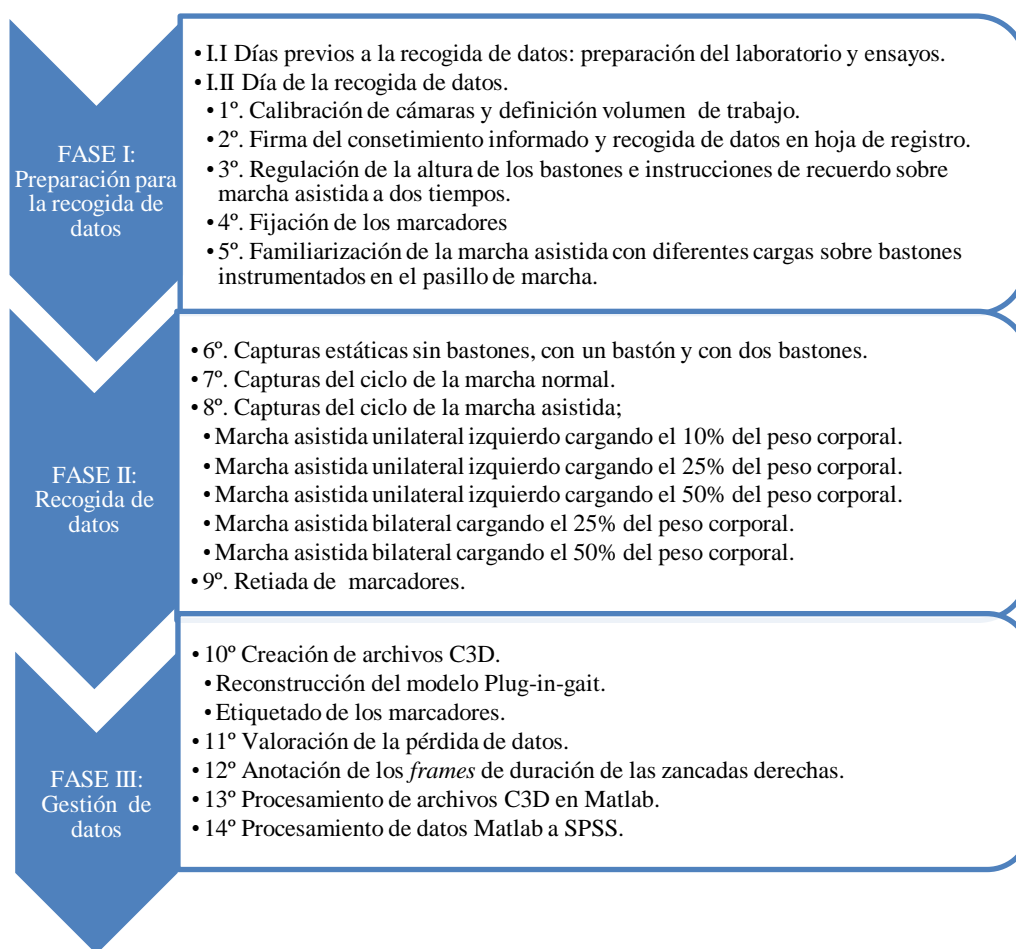 FASE I:
Preparación para
la recogida de
datos
• I.I Días previos a la recogida de datos: preparación del laboratorio y ensayos.
• I.II Día de la recogida de datos.
• 1º. Calibración de cámaras y definición volumen de trabajo.
• 2º. Firma del consetimiento informado y recogida de datos en hoja de registro.
• 3º. Regulación de la altura de los bastones e instrucciones de recuerdo sobre
marcha asistida a dos tiempos.
• 4º. Fijación de los marcadores
• 5º. Familiarización de la marcha asistida con diferentes cargas sobre bastones
instrumentados en el pasillo de marcha.
FASE II:
Recogida de
datos
• 6º. Capturas estáticas sin bastones, con un bastón y con dos bastones.
• 7º. Capturas del ciclo de la marcha normal.
• 8º. Capturas del ciclo de la marcha asistida;
• Marcha asistida unilateral izquierdo cargando el 10% del peso corporal.
• Marcha asistida unilateral izquierdo cargando el 25% del peso corporal.
• Marcha asistida unilateral izquierdo cargando el 50% del peso corporal.
• Marcha asistida bilateral cargando el 25% del peso corporal.
• Marcha asistida bilateral cargando el 50% del peso corporal.
• 9º. Retiada de marcadores.
FASE III:
Gestión de
datos
• 10º Creación de archivos C3D.
• Reconstrucción del modelo Plug-in-gait.
• Etiquetado de los marcadores.
• 11º Valoración de la pérdida de datos.
• 12º Anotación de los frames de duración de las zancadas derechas.
• 13º Procesamiento de archivos C3D en Matlab.
• 14º Procesamiento de datos Matlab a SPSS.